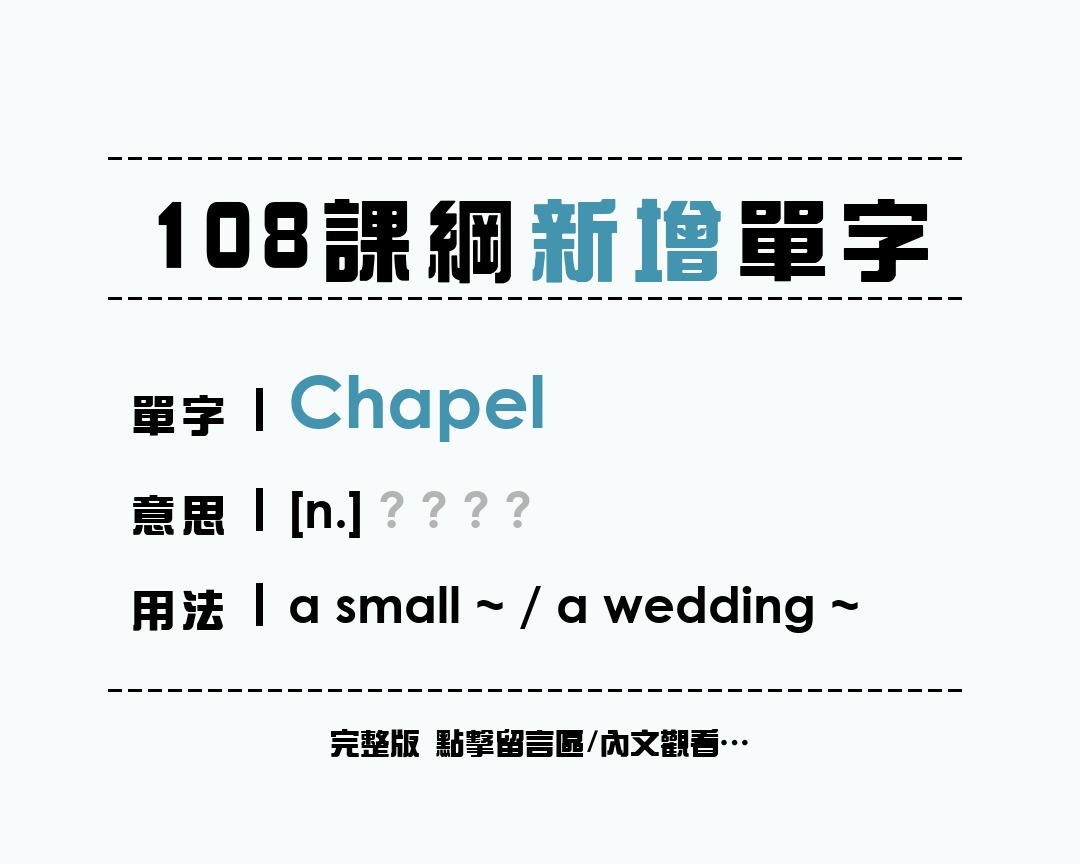 108課綱新增單字
單字 | Chapel
意思 | [n.] ????
用法 | a small ~ / a wedding ~
完整版 點擊留言區/內文觀看…